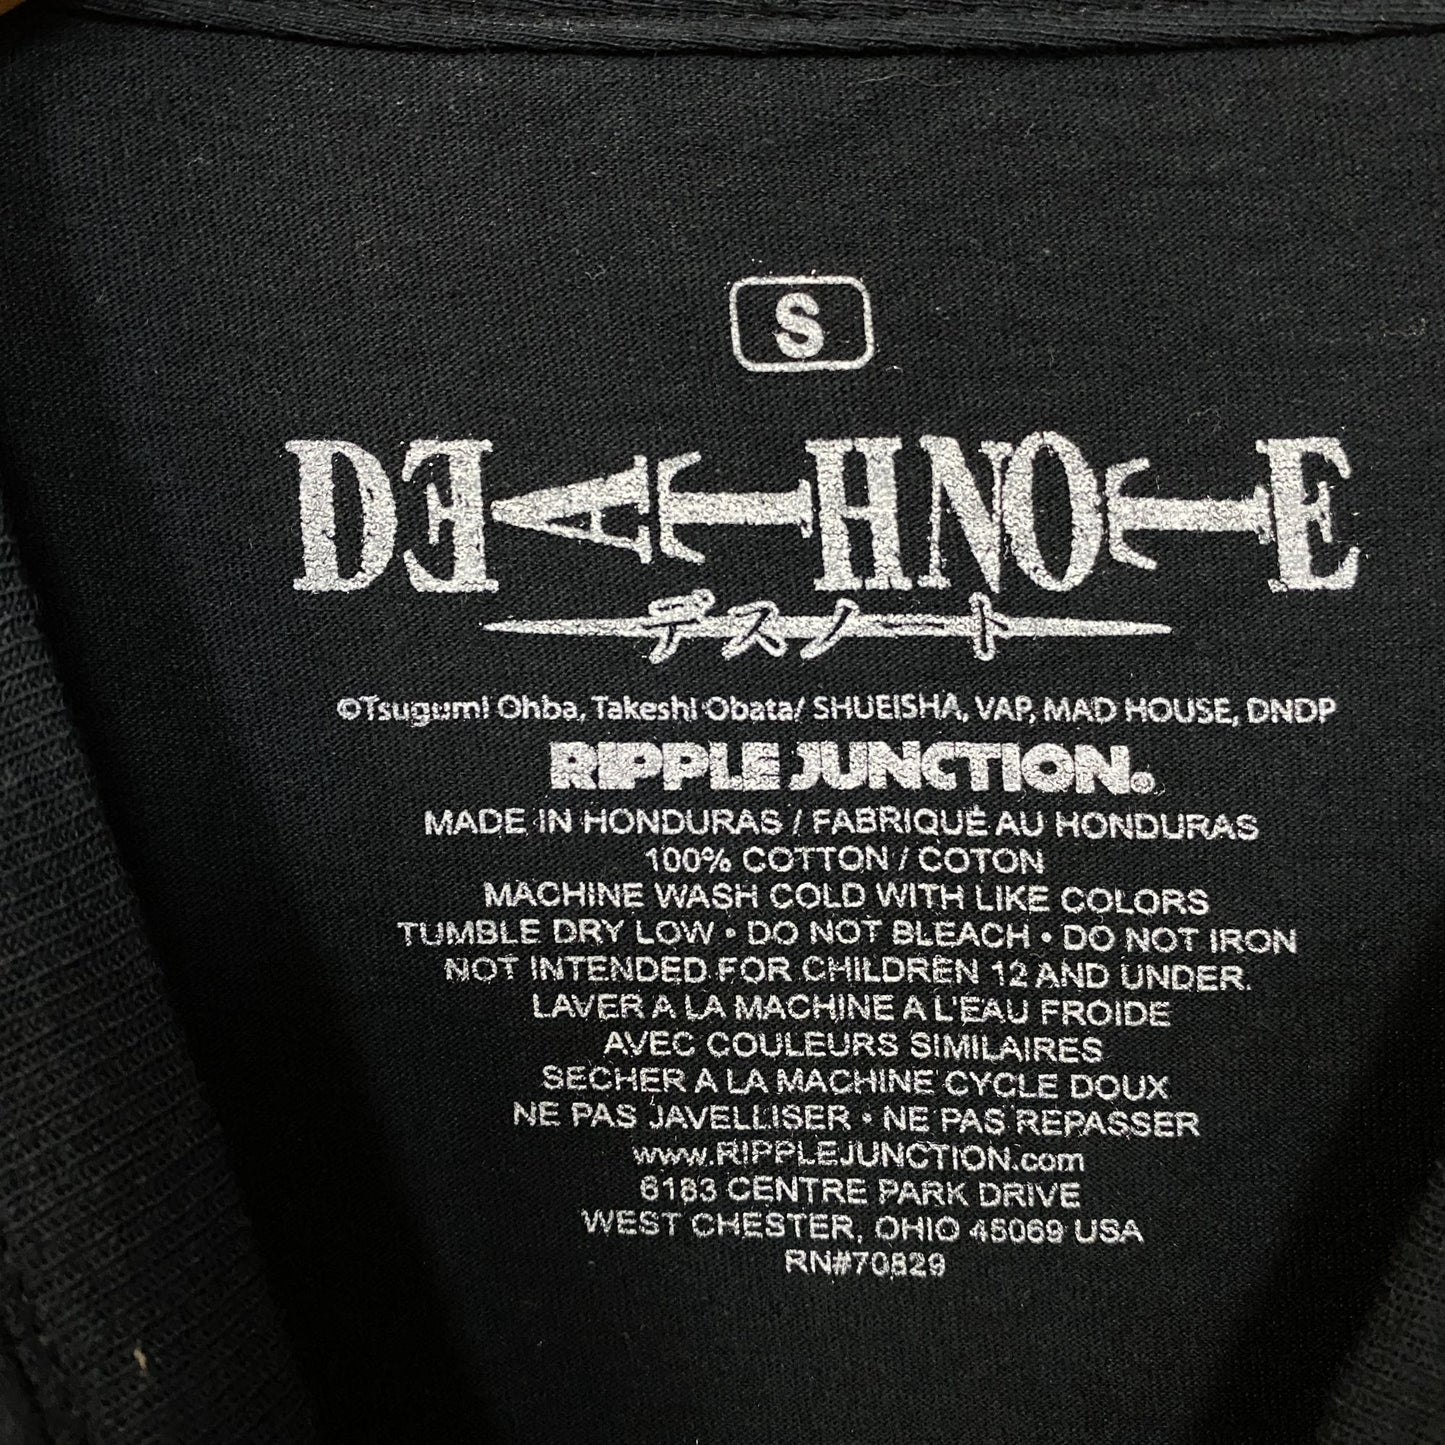 S
DEATH NOTE
デスノート
©Tsugumi Ohba, Takeshi Obata/ SHUEISHA, VAP, MAD HOUSE, DNDP
RIPPLE JUNCTION®
MADE IN HONDURAS / FABRIQUÉ AU HONDURAS
100% COTTON / COTON
MACHINE WASH COLD WITH LIKE COLORS
TUMBLE DRY LOW • DO NOT BLEACH • DO NOT IRON
NOT INTENDED FOR CHILDREN 12 AND UNDER.
LAVER A LA MACHINE A L'EAU FROIDE
AVEC COULEURS SIMILAIRES
SECHER A LA MACHINE CYCLE DOUX
NE PAS JAVELLISER • NE PAS REPASSER
www.RIPPLEJUNCTION.com
6183 CENTRE PARK DRIVE
WEST CHESTER, OHIO 45069 USA
RN#70829